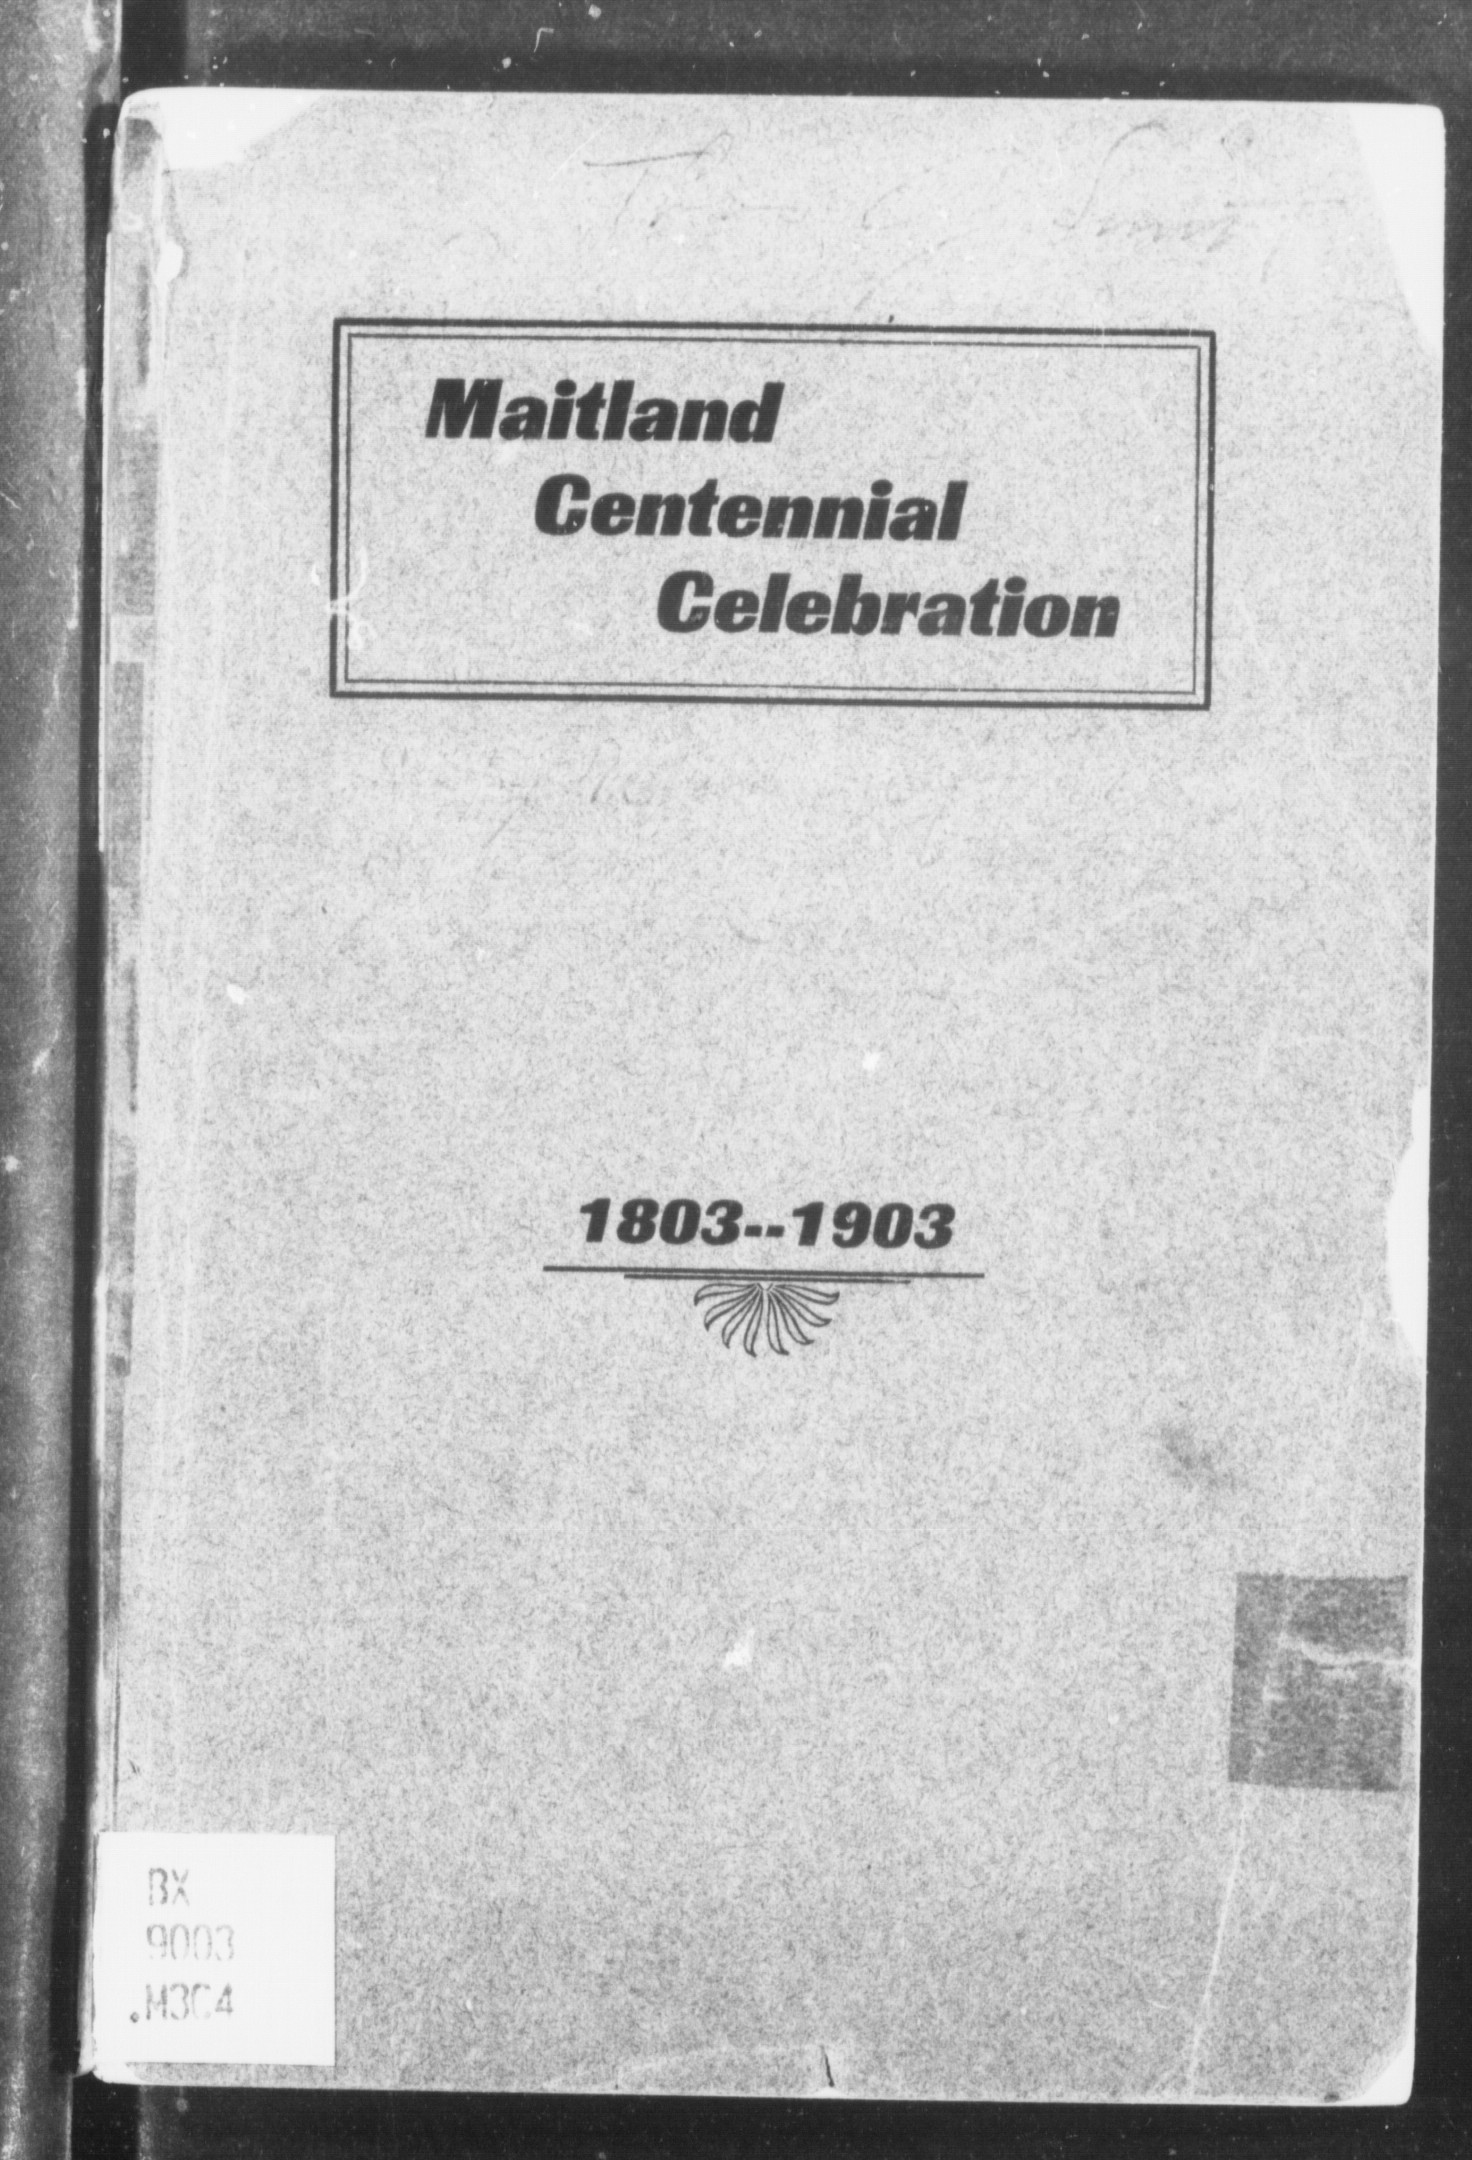 Maitland
Centennial
Celebration
1803--1903
BX
9003
.M3C4